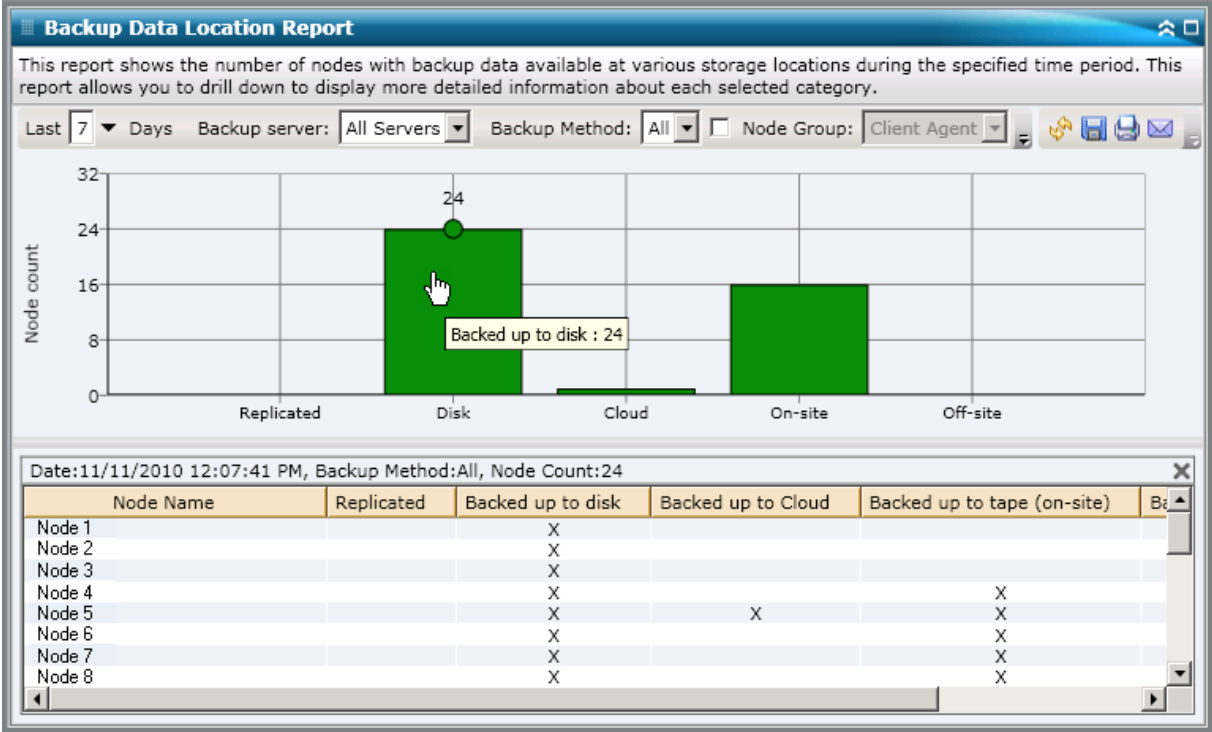 Backup Data Location Report
This report shows the number of nodes with backup data available at various storage locations during the specified time period. This
report allows you to drill down to display more detailed information about each selected category.
Last 7 Days Backup server: All Servers Backup Method: All Node Group: Client Agent
32
24
24
Node count
16
Backed up to disk : 24
8
0
Replicated Disk Cloud On-site Off-site
Date:11/11/2010 12:07:41 PM, Backup Method:All, Node Count:24
Node Name Replicated Backed up to disk Backed up to Cloud Backed up to tape (on-site)
Node 1 X
Node 2 X
Node 3 X
Node 4 X X
Node 5 X X X
Node 6 X X
Node 7 X X
Node 8 X X